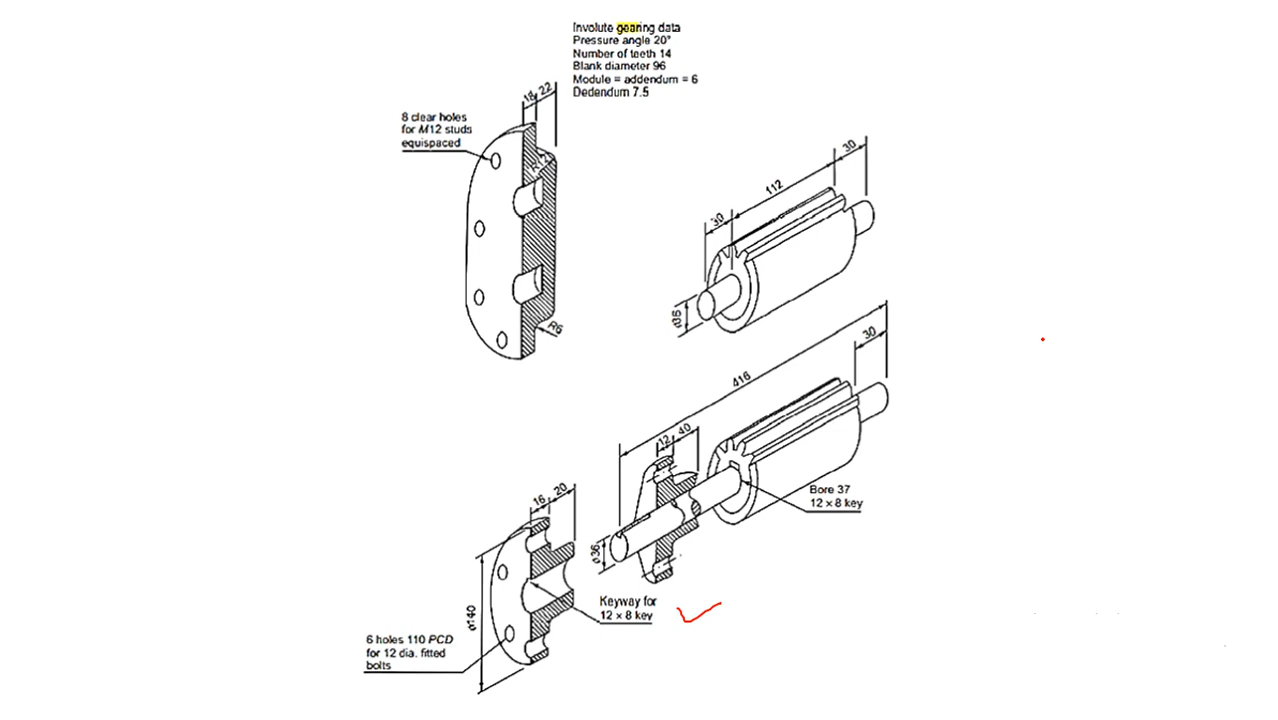 Involute gearing data
Pressure angle 20°
Number of teeth 14
Blank diameter 96
Module = addendum = 6
Dedendum 7.5
18
22
8 clear holes
for M12 studs
equispaced
R6
30
112
30
ø36
416
30
12
40
Bore 37
12 × 8 key
ø36
16
20
ø140
Keyway for
12 × 8 key
6 holes 110 PCD
for 12 dia. fitted
bolts